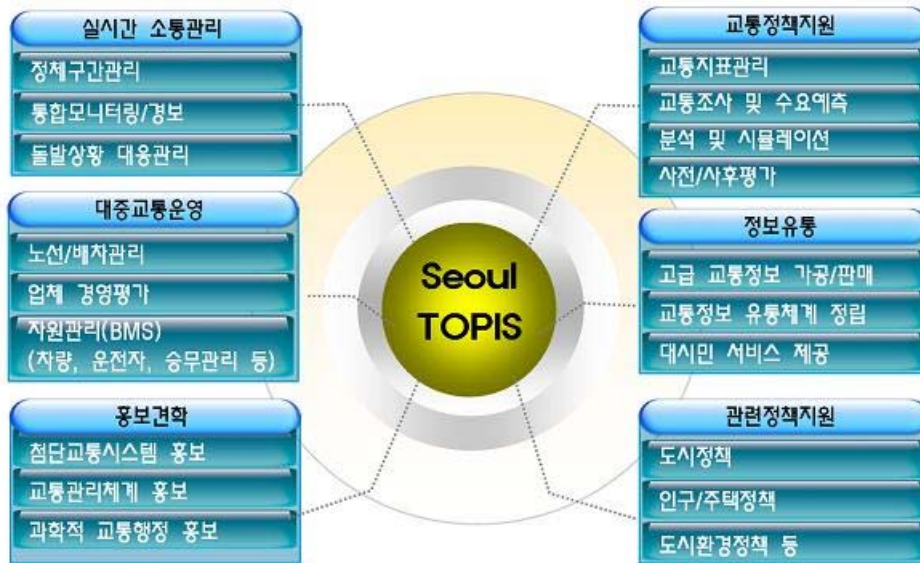 실시간 소통관리
정체구간관리
통합모니터링/경보
돌발상황 대응관리
대중교통운영
노선/배차관리
업체 경영평가
자원관리(BMS)
(차량, 운전자, 승무관리 등)
홍보견학
첨단교통시스템 홍보
교통관리체계 홍보
과학적 교통행정 홍보
Seoul
TOPIS
교통정책지원
교통지표관리
교통조사 및 수요예측
분석 및 시뮬레이션
사전/사후평가
정보유통
고급 교통정보 가공/판매
교통정보 유통체계 정립
대시민 서비스 제공
관련정책지원
도시정책
인구/주택정책
도시환경정책 등